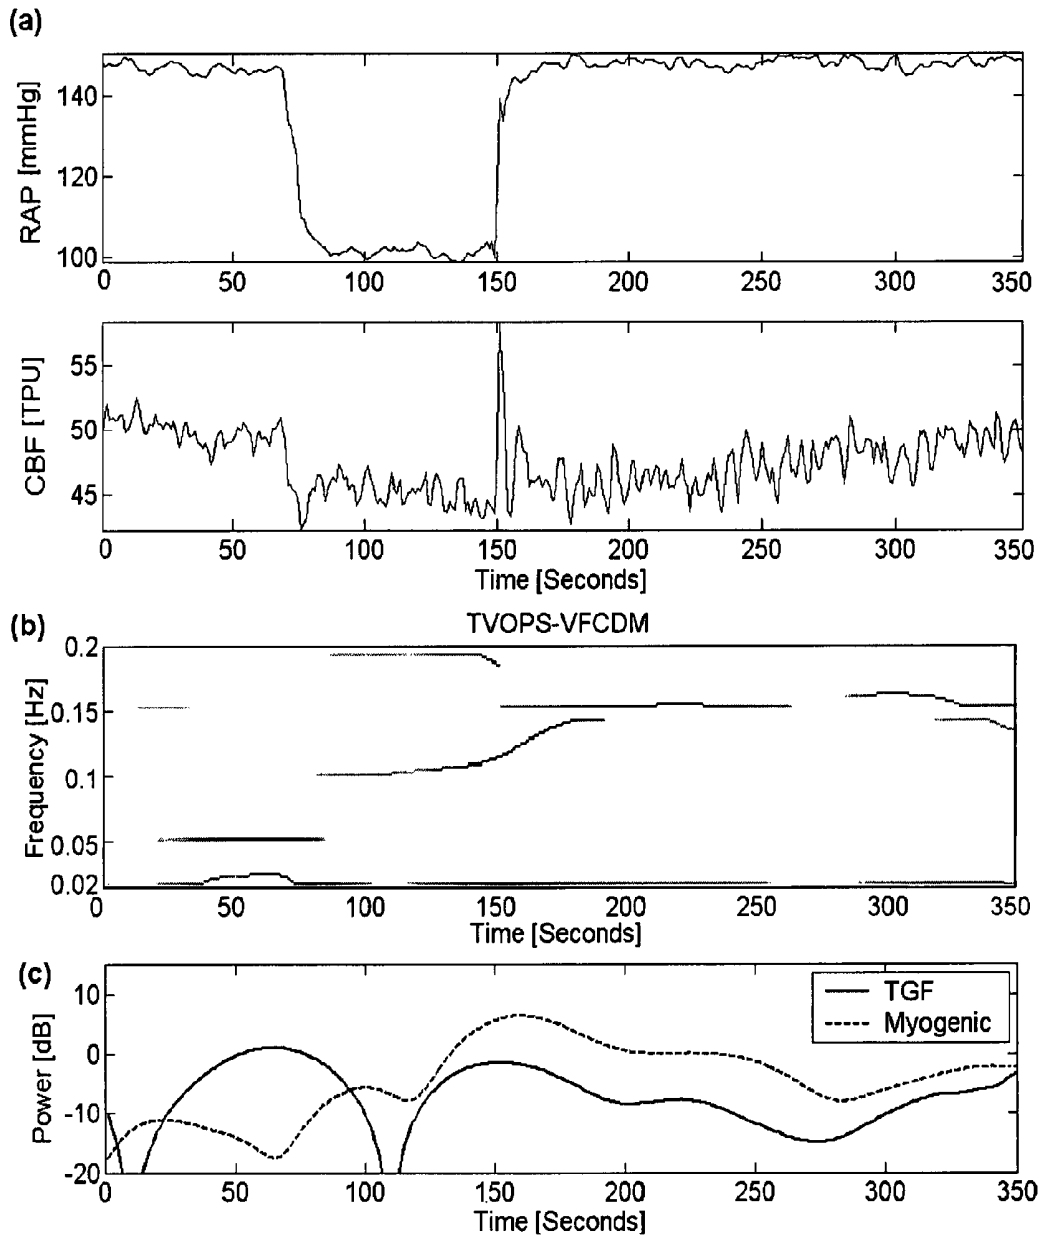 (a)
RAP [mmHg]
140
120
100
0 50 100 150 200 250 300 350
CBF [TPU]
55
50
45
0 50 100 150 200 250 300 350
Time [Seconds]
(b)
TVOPS-VFCDM
Frequency [Hz]
0.2
0.15
0.1
0.05
0.02
0 50 100 150 200 250 300 350
Time [Seconds]
(c)
Power [dB]
10
0
-10
-20
TGF
Myogenic
0 50 100 150 200 250 300 350
Time [Seconds]